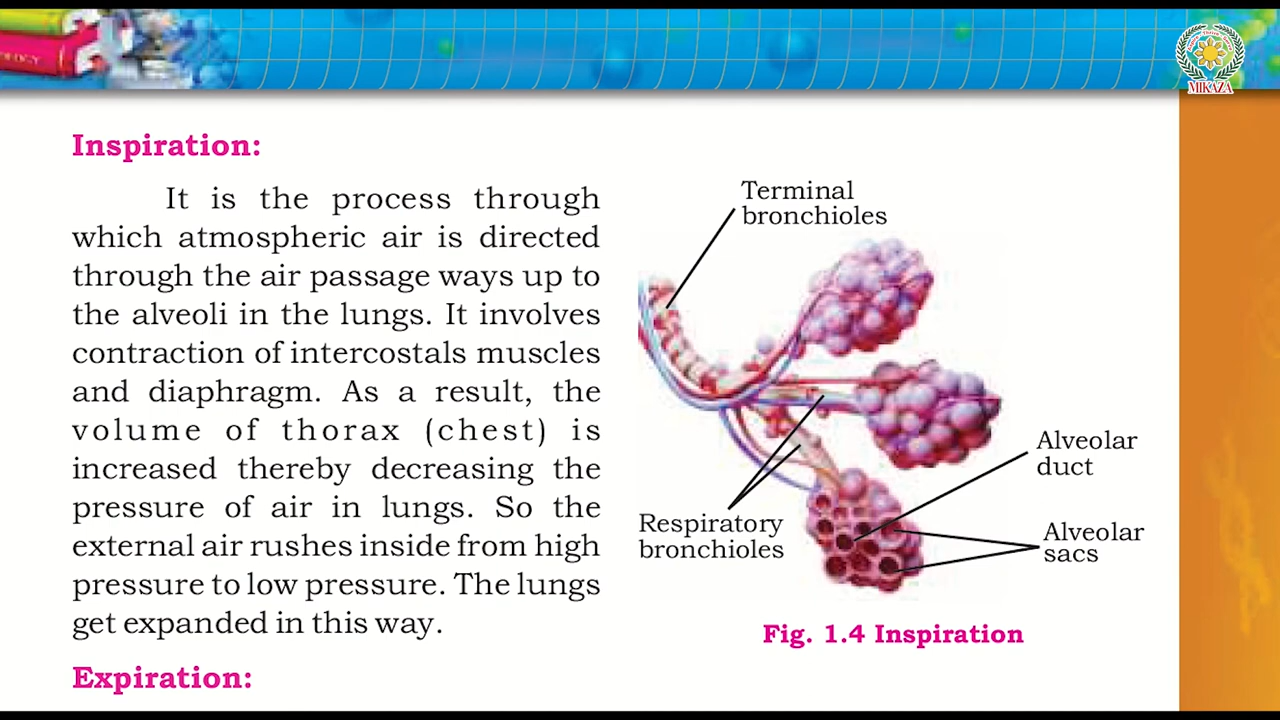 OLOGY
MIKAZA
Inspiration:
It is the process through
which atmospheric air is directed
through the air passage ways up to
the alveoli in the lungs. It involves
contraction of intercostals muscles
and diaphragm. As a result, the
volume of thorax (chest) is
increased thereby decreasing the
pressure of air in lungs. So the
external air rushes inside from high
pressure to low pressure. The lungs
get expanded in this way.
Expiration:
Terminal
bronchioles
Alveolar
duct
Respiratory
bronchioles
Alveolar
sacs
Fig. 1.4 Inspiration